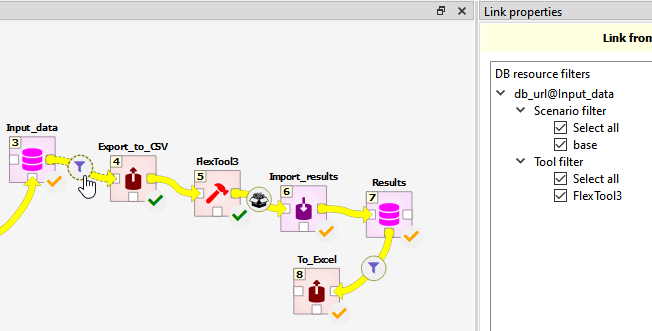 Link properties
Link from
DB resource filters
db_url@Input_data
Scenario filter
Select all
base
Tool filter
Select all
FlexTool3
Input_data
3
Export_to_CSV
4
FlexTool3
5
Import_results
6
Results
7
To_Excel
8